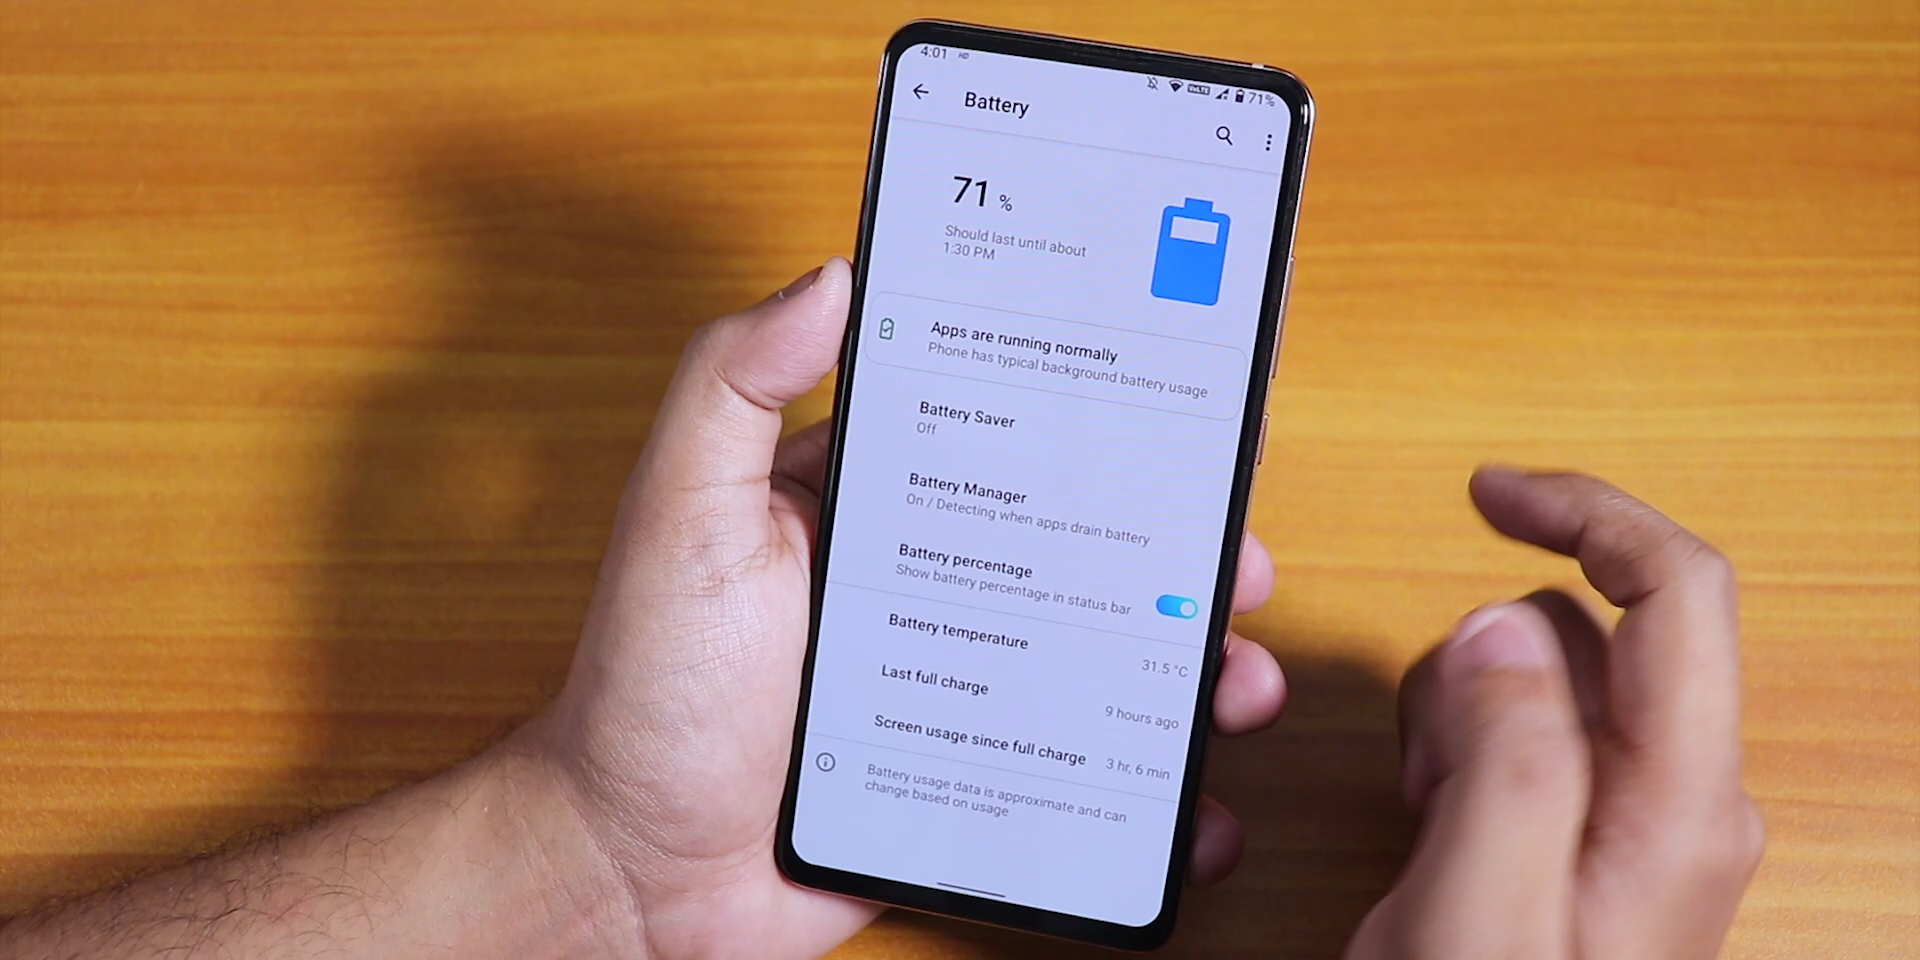 4:01 HD VoLTE 71%
Battery
71 %
Should last until about
1:30 PM
Apps are running normally
Phone has typical background battery usage
Battery Saver
Off
Battery Manager
On / Detecting when apps drain battery
Battery percentage
Show battery percentage in status bar
Battery temperature
31.5 °C
Last full charge
9 hours ago
Screen usage since full charge
3 hr, 6 min
Battery usage data is approximate and can
change based on usage